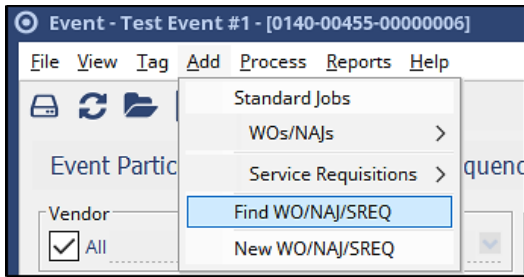 Event - Test Event #1 - [0140-00455-00000006]
File View Tag Add Process Reports Help
Standard Jobs
WOs/NAJs
Event Partic
Service Requisitions
quenc
Vendor
Find WO/NAJ/SREQ
All
New WO/NAJ/SREQ